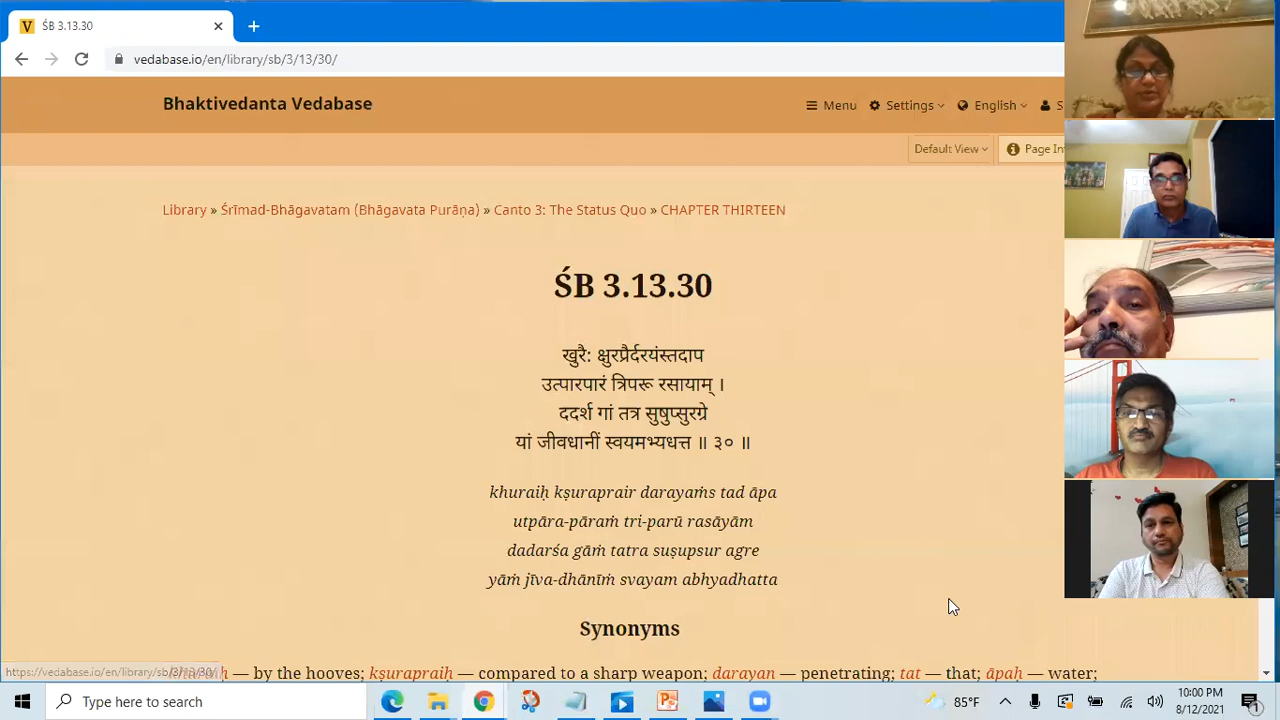 ŚB 3.13.30
vedabase.io/en/library/sb/3/13/30/
Bhaktivedanta Vedabase
Menu Settings English S
Default View Page In
Library » Śrīmad-Bhāgavatam (Bhāgavata Purāṇa) » Canto 3: The Status Quo » CHAPTER THIRTEEN
ŚB 3.13.30
खुरै: क्षुरप्रैर्दरयंस्तदाप
उत्पारपारं त्रिपरू रसायाम् ।
ददर्श गां तत्र सुषुप्सुरग्रे
यां जीवधानीं स्वयमभ्यधत्त ॥ ३० ॥
khuraiḥ kṣuraprair darayaṁs tad āpa
utpāra-pāraṁ tri-parū rasāyām
dadarśa gāṁ tatra suṣupsur agre
yāṁ jīva-dhānīṁ svayam abhyadhatta
Synonyms
— by the hooves; kṣurapraiḥ — compared to a sharp weapon; darayan — penetrating; tat — that; āpaḥ — water;
https://vedabase.io/en/library/sb/3/13/30/
Type here to search
85°F
10:00 PM
8/12/2021
1